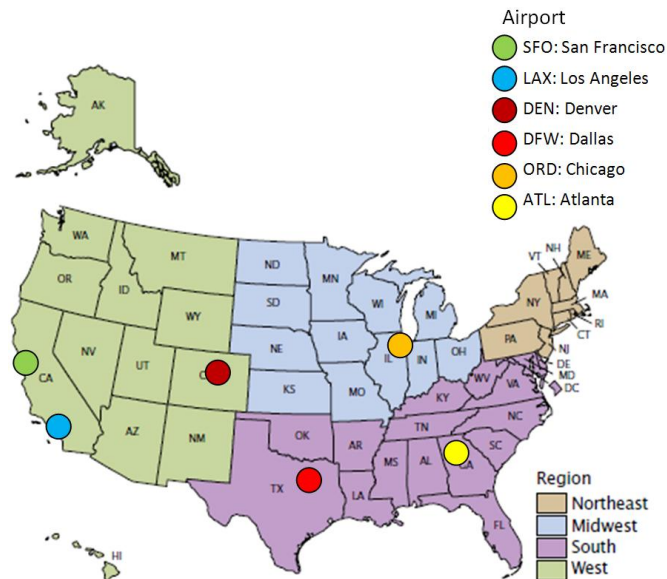 Airport
SFO: San Francisco
LAX: Los Angeles
DEN: Denver
DFW: Dallas
ORD: Chicago
ATL: Atlanta
AK
WA
MT
ND
MN
VT
NH
ME
OR
ID
SD
WI
MI
NY
MA
RI
CT
WY
IA
PA
NJ
NV
UT
NE
IL
IN
OH
DE
MD
DC
CA
C
KS
MO
WV
VA
KY
AZ
NM
OK
AR
TN
NC
SC
TX
LA
MS
AL
GA
FL
HI
Region
Northeast
Midwest
South
West